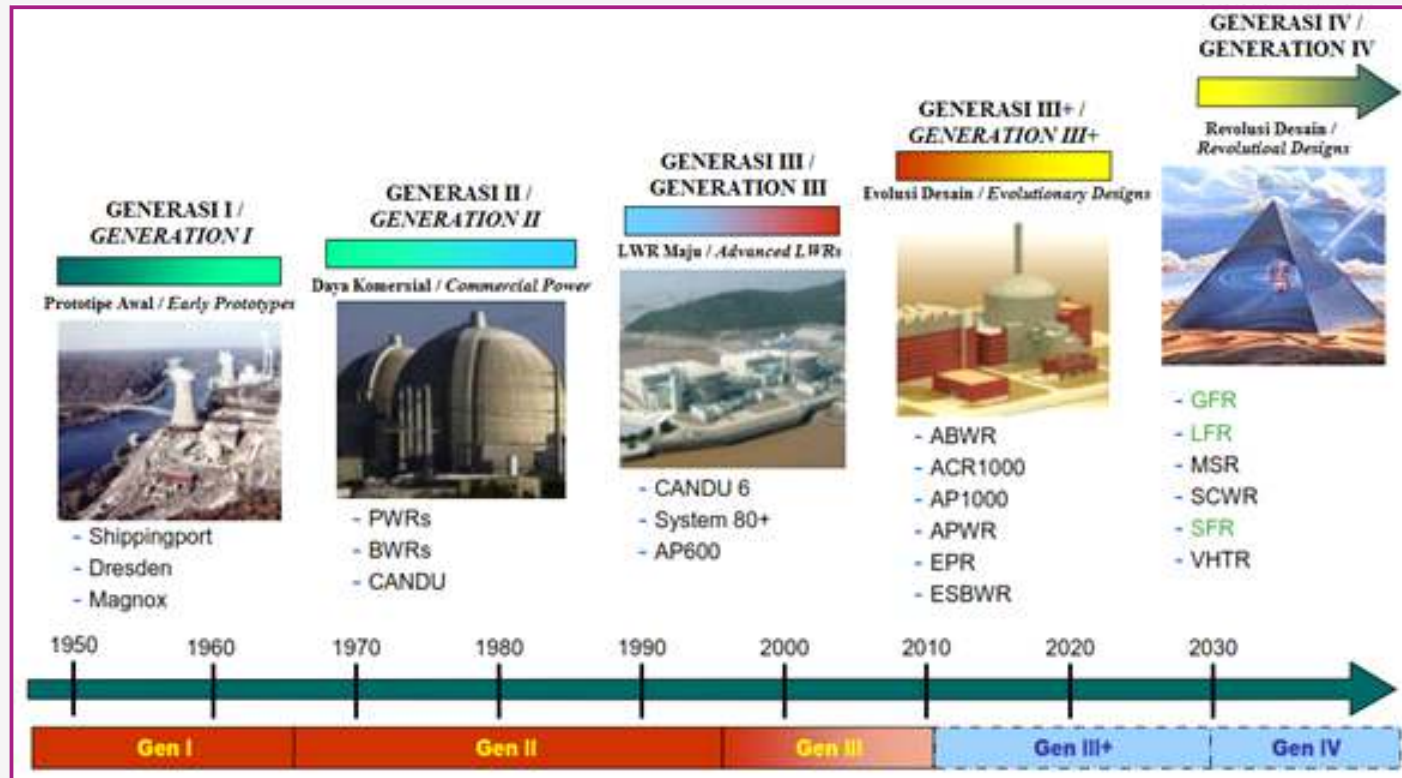 GENERASI I /
GENERATION I
Prototipe Awal / Early Prototypes
- Shippingport
- Dresden
- Magnox
GENERASI II /
GENERATION II
Daya Komersial / Commercial Power
- PWRs
- BWRs
- CANDU
GENERASI III /
GENERATION III
LWR Maju / Advanced LWRs
- CANDU 6
- System 80+
- AP600
GENERASI III+ /
GENERATION III+
Evolusi Desain / Evolutionary Designs
- ABWR
- ACR1000
- AP1000
- APWR
- EPR
- ESBWR
GENERASI IV /
GENERATION IV
Revolusi Desain /
Revolutioal Designs
- GFR
- LFR
- MSR
- SCWR
- SFR
- VHTR
1950 1960 1970 1980 1990 2000 2010 2020 2030
Gen I Gen II Gen III Gen III+ Gen IV